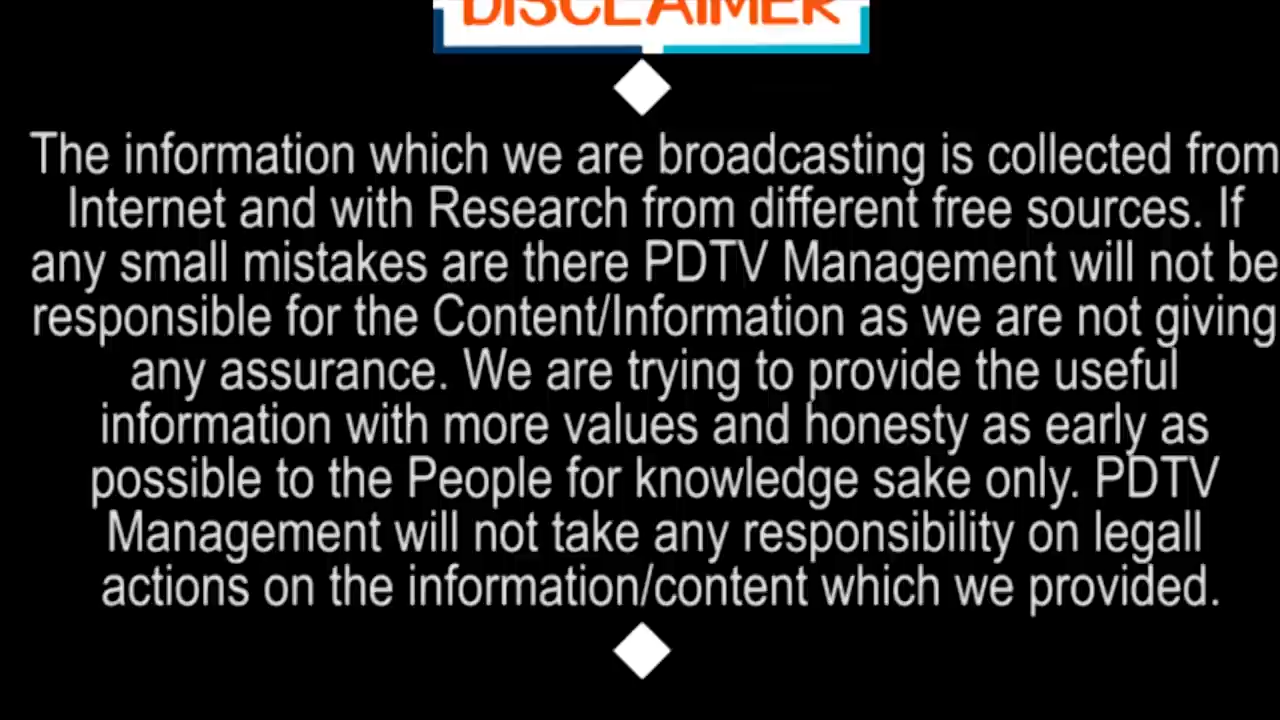 DISCLAIMER
The information which we are broadcasting is collected from
Internet and with Research from different free sources. If
any small mistakes are there PDTV Management will not be
responsible for the Content/Information as we are not giving
any assurance. We are trying to provide the useful
information with more values and honesty as early as
possible to the People for knowledge sake only. PDTV
Management will not take any responsibility on legall
actions on the information/content which we provided.